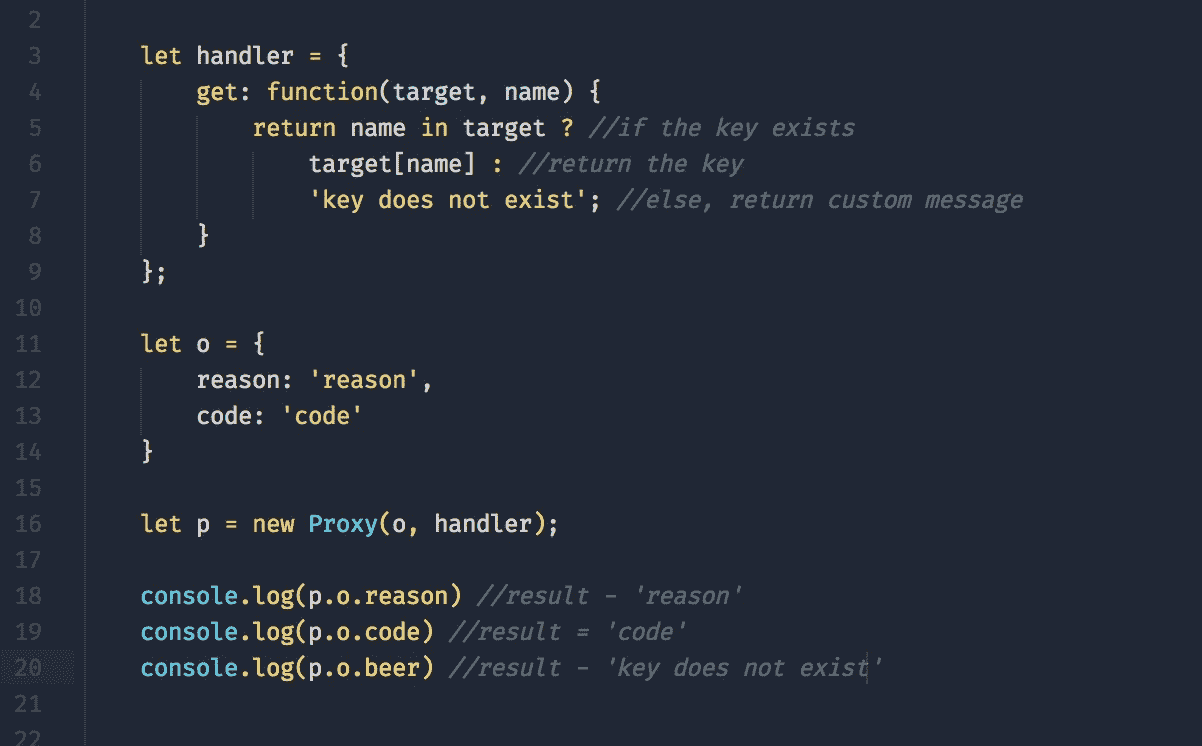 2
3 let handler = {
4 get: function(target, name) {
5 return name in target ? //if the key exists
6 target[name] : //return the key
7 'key does not exist'; //else, return custom message
8 }
9 };
10
11 let o = {
12 reason: 'reason',
13 code: 'code'
14 }
15
16 let p = new Proxy(o, handler);
17
18 console.log(p.o.reason) //result - 'reason'
19 console.log(p.o.code) //result = 'code'
20 console.log(p.o.beer) //result - 'key does not exist'
21
22